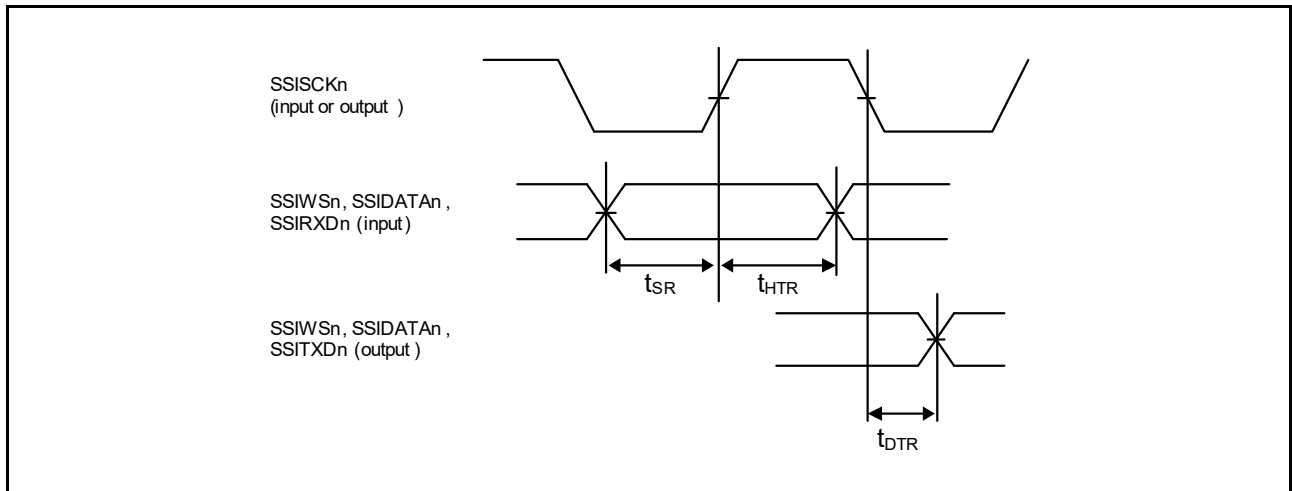 SSISCKn
(input or output )
SSIWSn, SSIDATAn ,
SSIRXDn (input)
tSR
tHTR
SSIWSn, SSIDATAn ,
SSITXDn (output )
tDTR